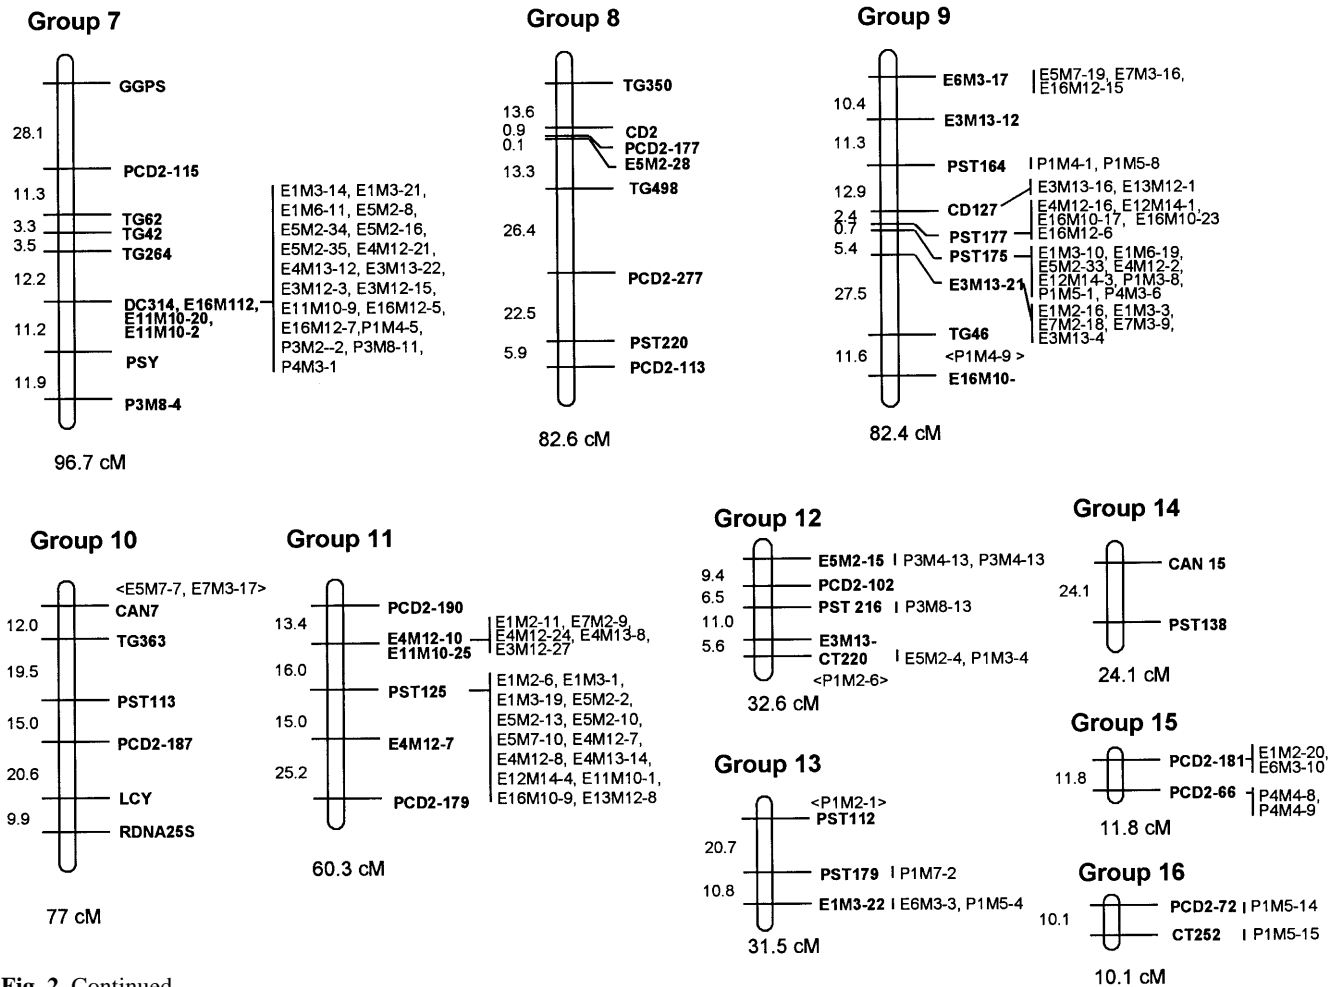 Group 7
GGPS
28.1
PCD2-115
11.3
TG62
3.3
TG42
3.5
TG264
12.2
DC314, E16M112,
E11M10-20,
E11M10-2
11.2
PSY
11.9
P3M8-4
E1M3-14, E1M3-21,
E1M6-11, E5M2-8,
E5M2-34, E5M2-16,
E5M2-35, E4M12-21,
E4M13-12, E3M13-22,
E3M12-3, E3M12-15,
E11M10-9, E16M12-5,
E16M12-7,P1M4-5,
P3M2--2, P3M8-11,
P4M3-1
96.7 cM
Group 8
TG350
13.6
CD2
0.9
PCD2-177
0.1
E5M2-28
13.3
TG498
26.4
PCD2-277
22.5
PST220
5.9
PCD2-113
82.6 cM
Group 9
E6M3-17
E5M7-19, E7M3-16,
E16M12-15
10.4
E3M13-12
11.3
PST164
P1M4-1, P1M5-8
12.9
E3M13-16, E13M12-1
CD127
2.4
E4M12-16, E12M14-1,
E16M10-17, E16M10-23
E16M12-6
0.7
PST177
PST175
E1M3-10, E1M6-19,
E5M2-33, E4M12-2,
E12M14-3, P1M3-8,
P1M5-1, P4M3-6
5.4
E3M13-21
E1M2-16, E1M3-3,
E7M2-18, E7M3-9,
E3M13-4
27.5
TG46
<P1M4-9 >
11.6
E16M10-
82.4 cM
Group 10
<E5M7-7, E7M3-17>
CAN7
12.0
TG363
19.5
PST113
15.0
PCD2-187
20.6
LCY
9.9
RDNA25S
77 cM
Group 11
PCD2-190
13.4
E4M12-10
E11M10-25
E1M2-11, E7M2-9,
E4M12-24, E4M13-8,
E3M12-27
16.0
PST125
E1M2-6, E1M3-1,
E1M3-19, E5M2-2,
E5M2-13, E5M2-10,
E5M7-10, E4M12-7,
E4M12-8, E4M13-14,
E12M14-4, E11M10-1,
E16M10-9, E13M12-8
15.0
E4M12-7
25.2
PCD2-179
60.3 cM
Group 12
E5M2-15 P3M4-13, P3M4-13
9.4
PCD2-102
6.5
PST 216 P3M8-13
11.0
E3M13-
5.6
CT220 E5M2-4, P1M3-4
<P1M2-6>
32.6 cM
Group 13
<P1M2-1>
PST112
20.7
PST179 P1M7-2
10.8
E1M3-22 E6M3-3, P1M5-4
31.5 cM
Group 14
CAN 15
24.1
PST138
24.1 cM
Group 15
PCD2-181
E1M2-20,
E6M3-10
11.8
PCD2-66
P4M4-8,
P4M4-9
11.8 cM
Group 16
PCD2-72 P1M5-14
10.1
CT252 P1M5-15
10.1 cM
Fig. 2 Continued